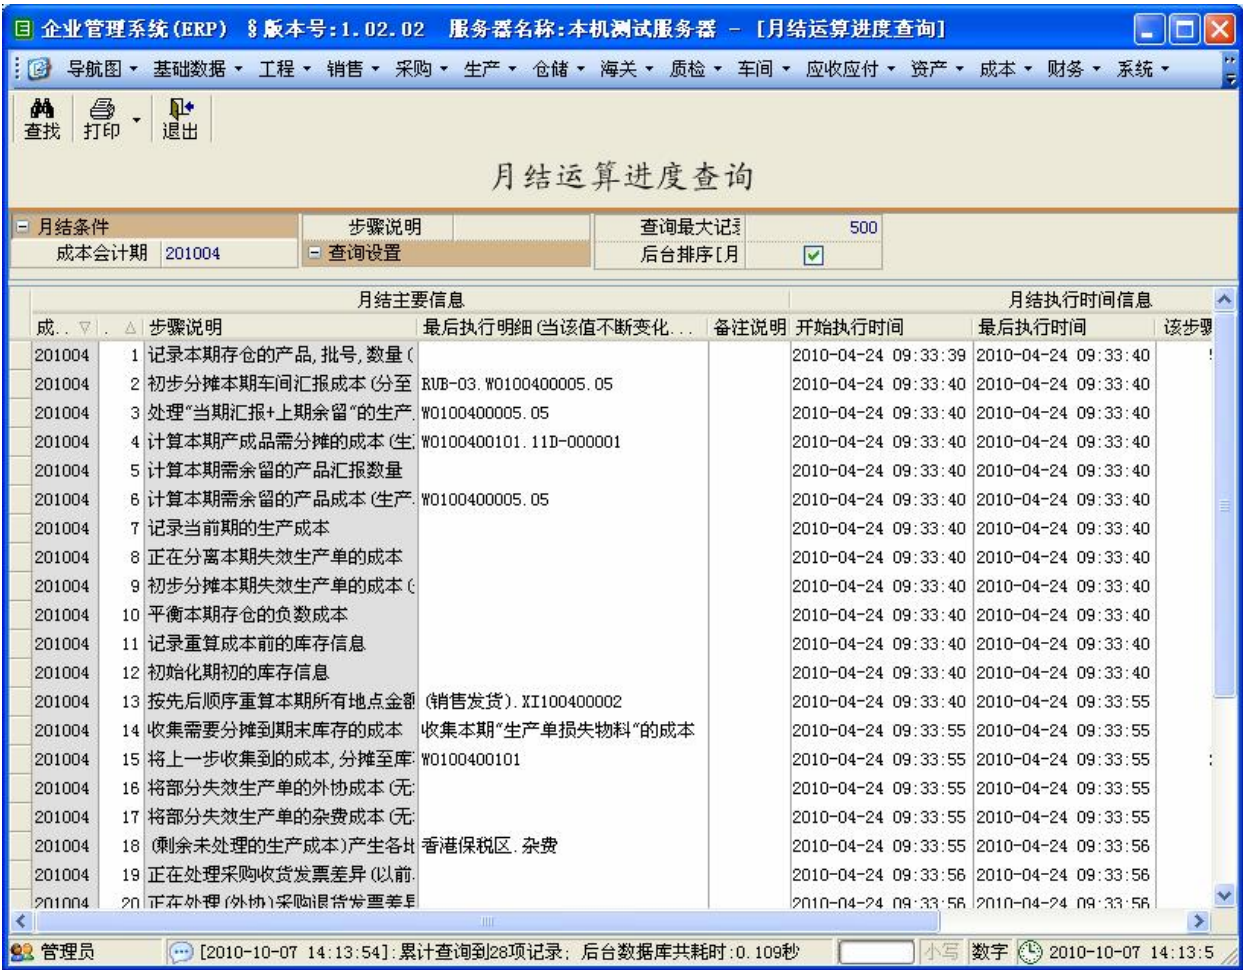 企业管理系统(ERP) §版本号:1.02.02 服务器名称:本机测试服务器 - [月结运算进度查询]
导航图 基础数据 工程 销售 采购 生产 仓储 海关 质检 车间 应收应付 资产 成本 财务 系统
查找 打印 退出
月结运算进度查询
月结条件 步骤说明 查询最大记录 500
成本会计期 201004 查询设置 后台排序[月
月结主要信息 月结执行时间信息
成.. . 步骤说明 最后执行明细(当该值不断变化... 备注说明 开始执行时间 最后执行时间 该步骤
201004 1 记录本期存仓的产品,批号,数量( 2010-04-24 09:33:39 2010-04-24 09:33:40
201004 2 初步分摊本期车间汇报成本(分至 RUB-03.W0100400005.05 2010-04-24 09:33:40 2010-04-24 09:33:40
201004 3 处理"当期汇报+上期余留"的生产 W0100400005.05 2010-04-24 09:33:40 2010-04-24 09:33:40
201004 4 计算本期产成品需分摊的成本(生 W0100400101.11D-000001 2010-04-24 09:33:40 2010-04-24 09:33:40
201004 5 计算本期需余留的产品汇报数量 2010-04-24 09:33:40 2010-04-24 09:33:40
201004 6 计算本期需余留的产品成本(生产 W0100400005.05 2010-04-24 09:33:40 2010-04-24 09:33:40
201004 7 记录当前期的生产成本 2010-04-24 09:33:40 2010-04-24 09:33:40
201004 8 正在分离本期失效生产单的成本 2010-04-24 09:33:40 2010-04-24 09:33:40
201004 9 初步分摊本期失效生产单的成本( 2010-04-24 09:33:40 2010-04-24 09:33:40
201004 10 平衡本期存仓的负数成本 2010-04-24 09:33:40 2010-04-24 09:33:40
201004 11 记录重算成本前的库存信息 2010-04-24 09:33:40 2010-04-24 09:33:40
201004 12 初始化期初的库存信息 2010-04-24 09:33:40 2010-04-24 09:33:40
201004 13 按先后顺序重算本期所有地点金额 (销售发货).XI100400002 2010-04-24 09:33:40 2010-04-24 09:33:55
201004 14 收集需要分摊到期末库存的成本 收集本期"生产单损失物料"的成本 2010-04-24 09:33:55 2010-04-24 09:33:55
201004 15 将上一步收集到的成本,分摊至库 W0100400101 2010-04-24 09:33:55 2010-04-24 09:33:55
201004 16 将部分失效生产单的外协成本(无 2010-04-24 09:33:55 2010-04-24 09:33:55
201004 17 将部分失效生产单的杂费成本(无 2010-04-24 09:33:55 2010-04-24 09:33:55
201004 18 (剩余未处理的生产成本)产生各地 香港保税区.杂费 2010-04-24 09:33:55 2010-04-24 09:33:56
201004 19 正在处理采购收货发票差异(以前 2010-04-24 09:33:56 2010-04-24 09:33:56
201004 20 正在处理(外协)采购退货发票差异 2010-04-24 09:33:56 2010-04-24 09:33:56
管理员 [2010-10-07 14:13:54]:累计查询到28项记录; 后台数据库共耗时:0.109秒 小写 数字 2010-10-07 14:13:5